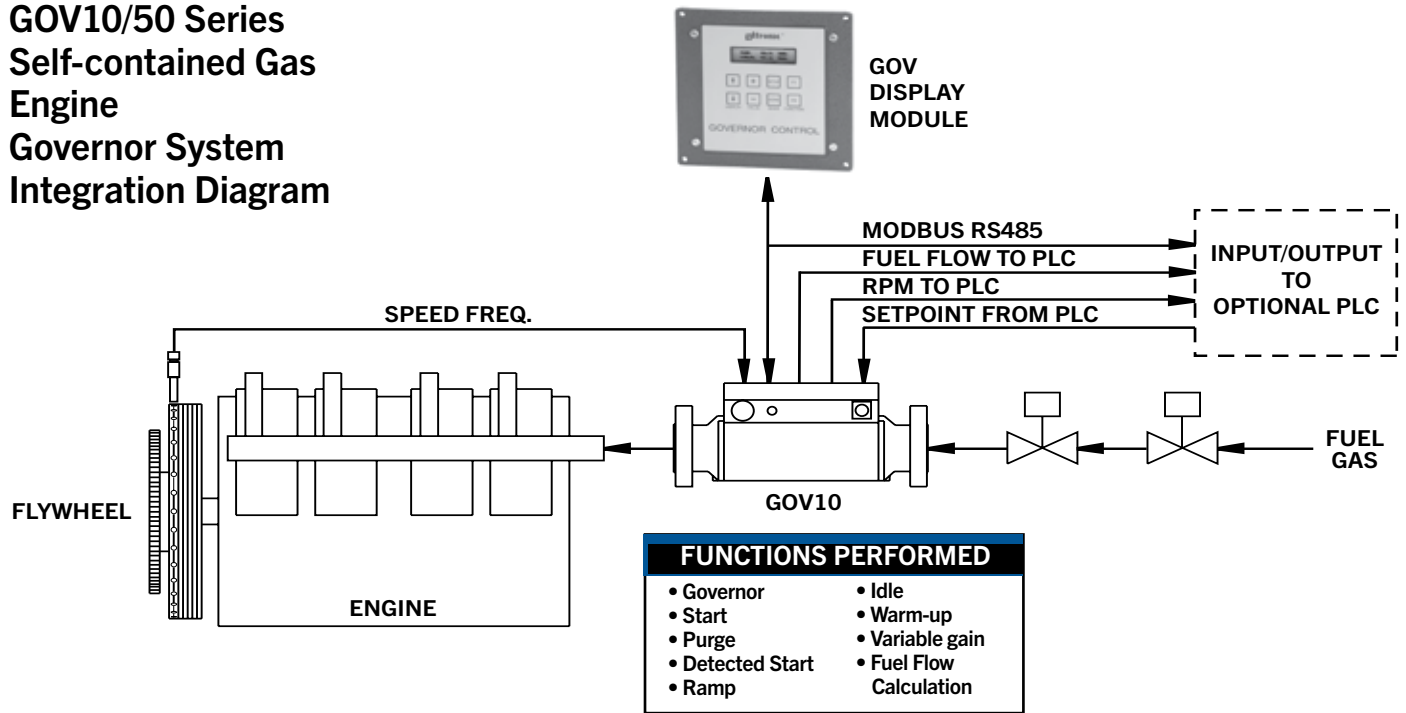 GOV10/50 Series
Self-contained Gas
Engine
Governor System
Integration Diagram
altronic
GOVERNOR CONTROL
GOV
DISPLAY
MODULE
MODBUS RS485
FUEL FLOW TO PLC
RPM TO PLC
SETPOINT FROM PLC
INPUT/OUTPUT
TO
OPTIONAL PLC
SPEED FREQ.
FUEL
GAS
FLYWHEEL
ENGINE
GOV10
FUNCTIONS PERFORMED
• Governor
• Start
• Purge
• Detected Start
• Ramp
• Idle
• Warm-up
• Variable gain
• Fuel Flow
Calculation